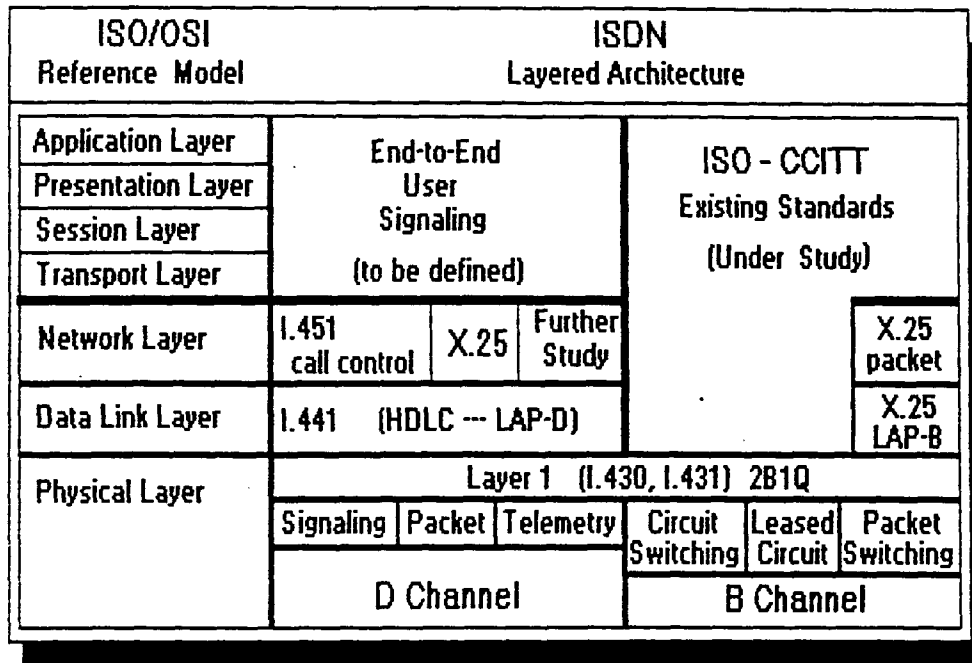 ISO/OSI
Reference Model
ISDN
Layered Architecture
Application Layer
Presentation Layer
Session Layer
Transport Layer
End-to-End
User
Signaling
(to be defined)
ISO - CCITT
Existing Standards
(Under Study)
Network Layer
I.451
call control
X.25
Further
Study
X.25
packet
Data Link Layer
I.441 (HDLC --- LAP-D)
X.25
LAP-B
Physical Layer
Layer 1 (I.430, I.431) 2B1Q
Signaling
Packet
Telemetry
Circuit
Switching
Leased
Circuit
Packet
Switching
D Channel
B Channel